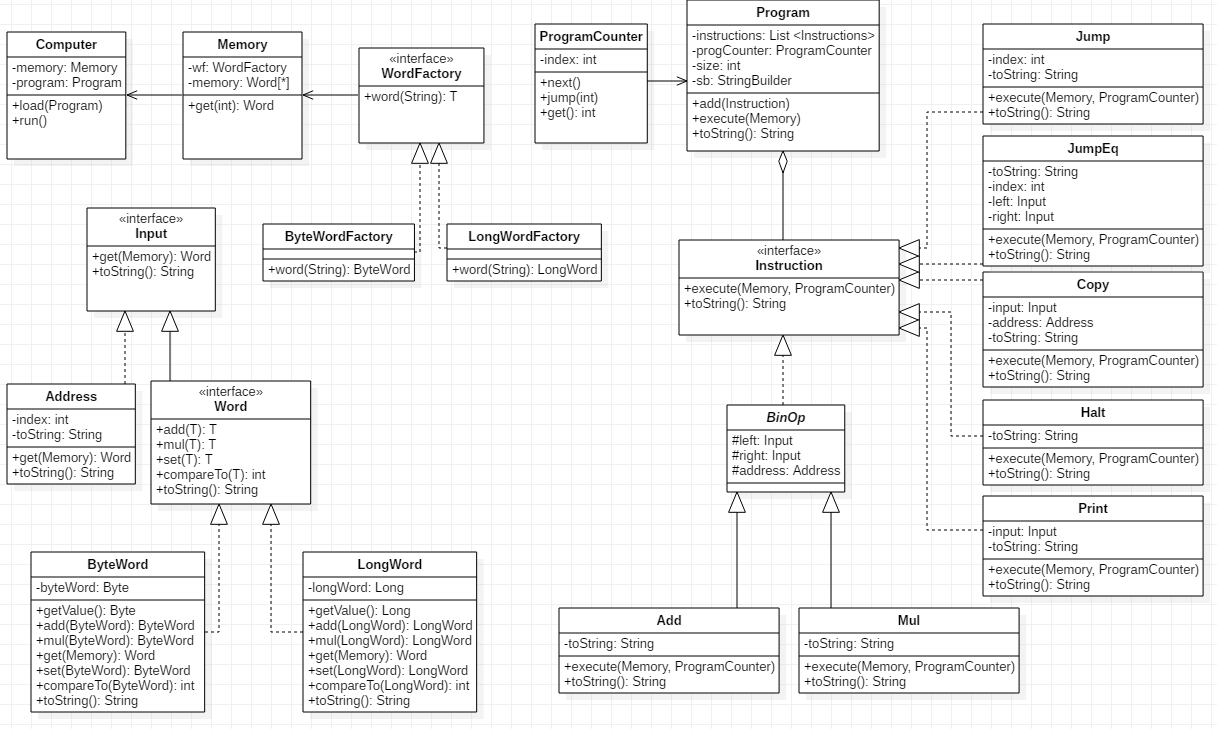 Computer
-memory: Memory
-program: Program
+load(Program)
+run()
Memory
-wf: WordFactory
-memory: Word[*]
+get(int): Word
«interface»
WordFactory
+word(String): T
ProgramCounter
-index: int
+next()
+jump(int)
+get(): int
Program
-instructions: List <Instructions>
-progCounter: ProgramCounter
-size: int
-sb: StringBuilder
+add(Instruction)
+execute(Memory)
+toString(): String
Jump
-index: int
-toString: String
+execute(Memory, ProgramCounter)
+toString(): String
JumpEq
-toString: String
-index: int
-left: Input
-right: Input
+execute(Memory, ProgramCounter)
+toString(): String
«interface»
Input
+get(Memory): Word
+toString(): String
ByteWordFactory
+word(String): ByteWord
LongWordFactory
+word(String): LongWord
«interface»
Instruction
+execute(Memory, ProgramCounter)
+toString(): String
Copy
-input: Input
-address: Address
-toString: String
+execute(Memory, ProgramCounter)
+toString(): String
Address
-index: int
-toString: String
+get(Memory): Word
+toString(): String
«interface»
Word
+add(T): T
+mul(T): T
+set(T): T
+compareTo(T): int
+toString(): String
BinOp
#left: Input
#right: Input
#address: Address
Halt
-toString: String
+execute(Memory, ProgramCounter)
+toString(): String
Print
-input: Input
-toString: String
+execute(Memory, ProgramCounter)
+toString(): String
ByteWord
-byteWord: Byte
+getValue(): Byte
+add(ByteWord): ByteWord
+mul(ByteWord): ByteWord
+get(Memory): Word
+set(ByteWord): ByteWord
+compareTo(ByteWord): int
+toString(): String
LongWord
-longWord: Long
+getValue(): Long
+add(LongWord): LongWord
+mul(LongWord): LongWord
+get(Memory): Word
+set(LongWord): LongWord
+compareTo(LongWord): int
+toString(): String
Add
-toString: String
+execute(Memory, ProgramCounter)
+toString(): String
Mul
-toString: String
+execute(Memory, ProgramCounter)
+toString(): String